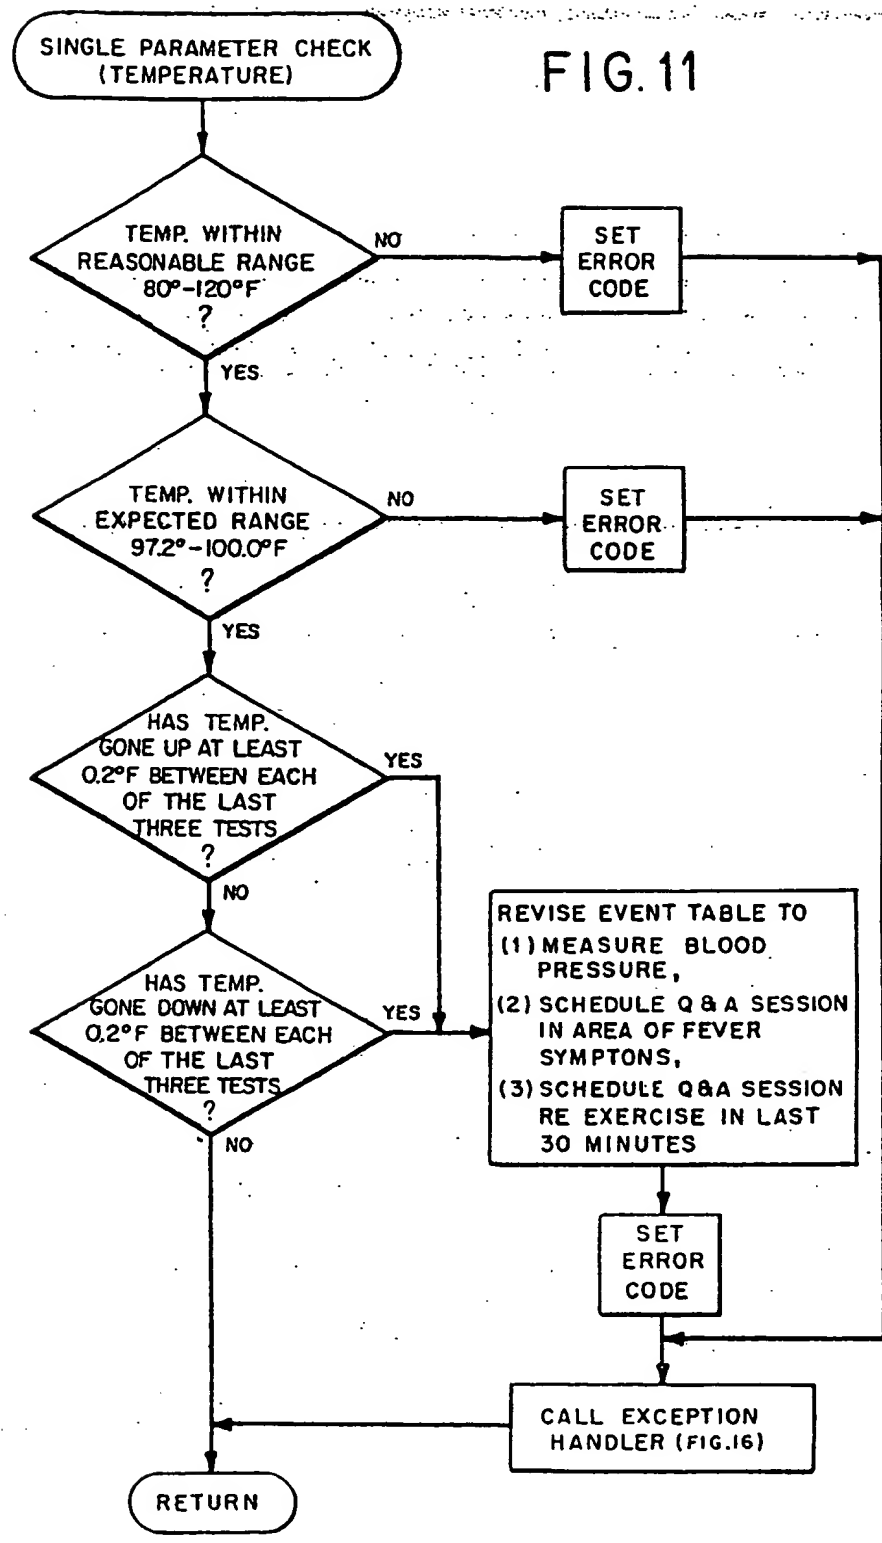 SINGLE PARAMETER CHECK
(TEMPERATURE)
FIG. 11
TEMP. WITHIN
REASONABLE RANGE
80°-120°F
?
NO
SET
ERROR
CODE
YES
TEMP. WITHIN
EXPECTED RANGE
97.2°-100.0°F
?
NO
SET
ERROR
CODE
YES
HAS TEMP.
GONE UP AT LEAST
0.2°F BETWEEN EACH
OF THE LAST
THREE TESTS
?
YES
NO
HAS TEMP.
GONE DOWN AT LEAST
0.2°F BETWEEN EACH
OF THE LAST
THREE TESTS
?
YES
NO
REVISE EVENT TABLE TO
(1) MEASURE BLOOD
PRESSURE,
(2) SCHEDULE Q & A SESSION
IN AREA OF FEVER
SYMPTONS,
(3) SCHEDULE Q&A SESSION
RE EXERCISE IN LAST
30 MINUTES
SET
ERROR
CODE
CALL EXCEPTION
HANDLER (FIG.16)
RETURN